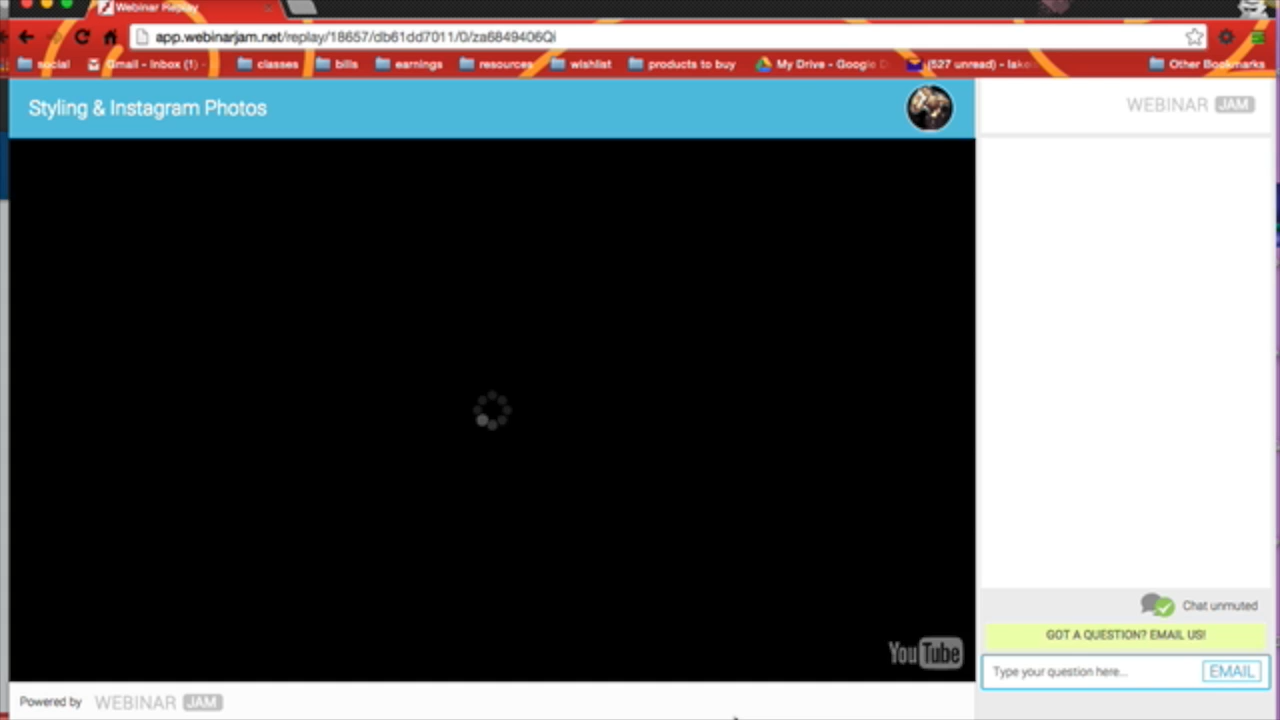 Webinar Replay
app.webinarjam.net/replay/18657/db61dd7011/0/za6849406Qi
social Gmail - Inbox (1) - classes bills earnings resources wishlist products to buy My Drive - Google D (527 unread) - lake Other Bookmarks
Styling & Instagram Photos
WEBINAR JAM
YouTube
Chat unmuted
GOT A QUESTION? EMAIL US!
Type your question here... EMAIL
Powered by WEBINAR JAM